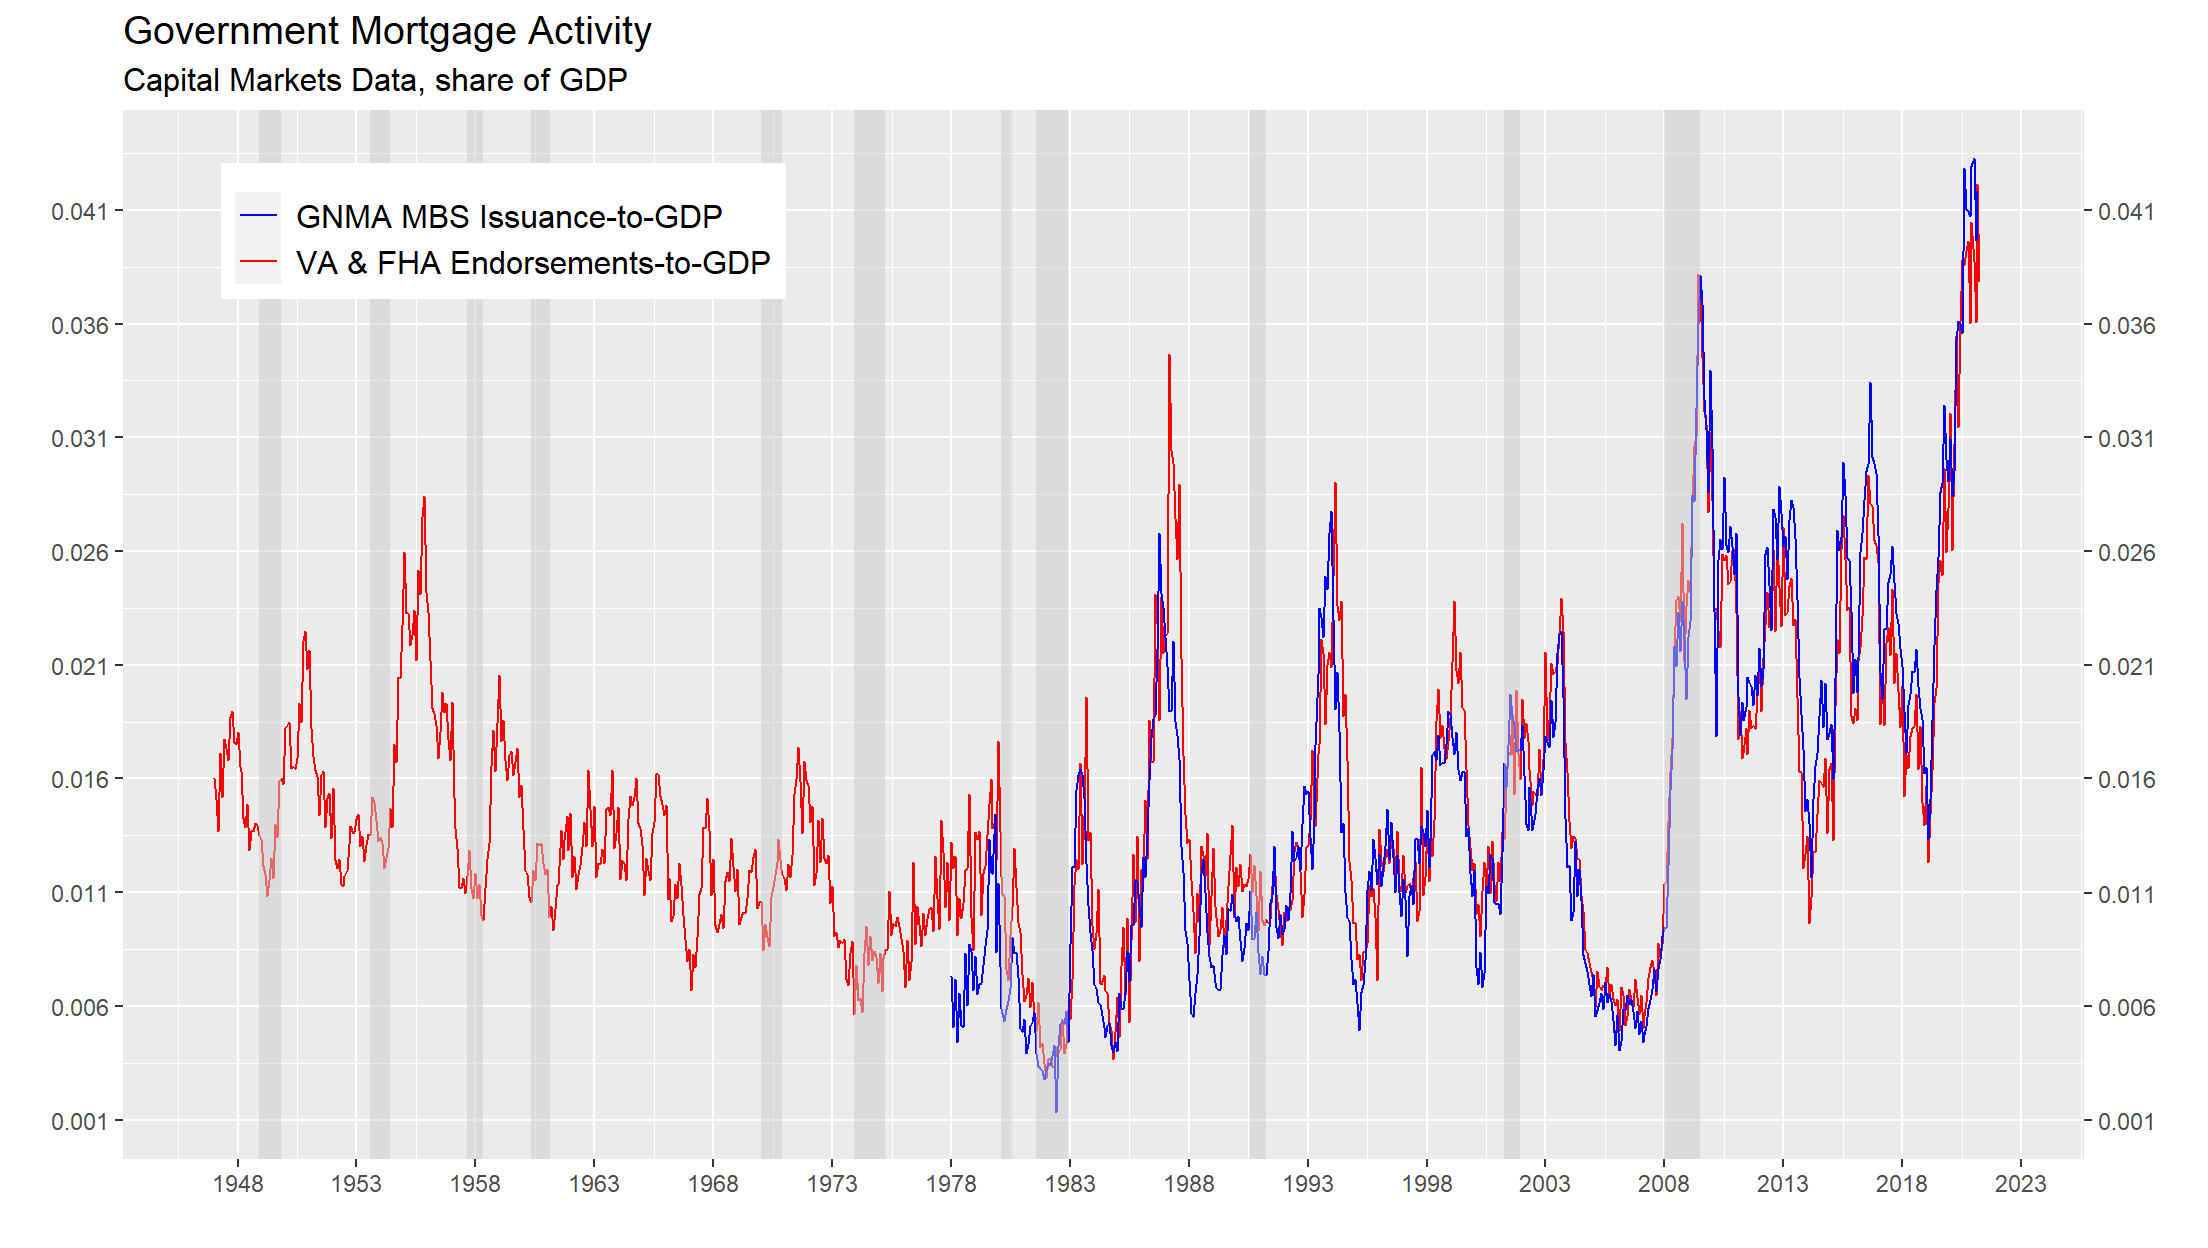 Government Mortgage Activity
Capital Markets Data, share of GDP
GNMA MBS Issuance-to-GDP
VA & FHA Endorsements-to-GDP
0.041 0.041
0.036 0.036
0.031 0.031
0.026 0.026
0.021 0.021
0.016 0.016
0.011 0.011
0.006 0.006
0.001 0.001
1948 1953 1958 1963 1968 1973 1978 1983 1988 1993 1998 2003 2008 2013 2018 2023